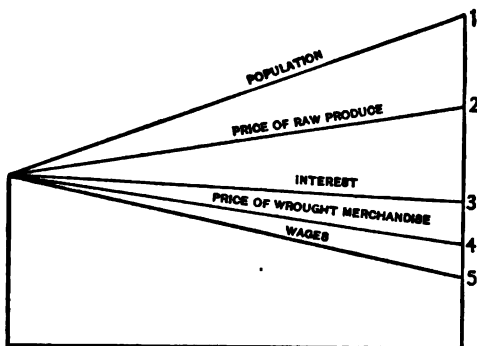 1
POPULATION
2
PRICE OF RAW PRODUCE
INTEREST
3
PRICE OF WROUGHT MERCHANDISE
4
WAGES
5